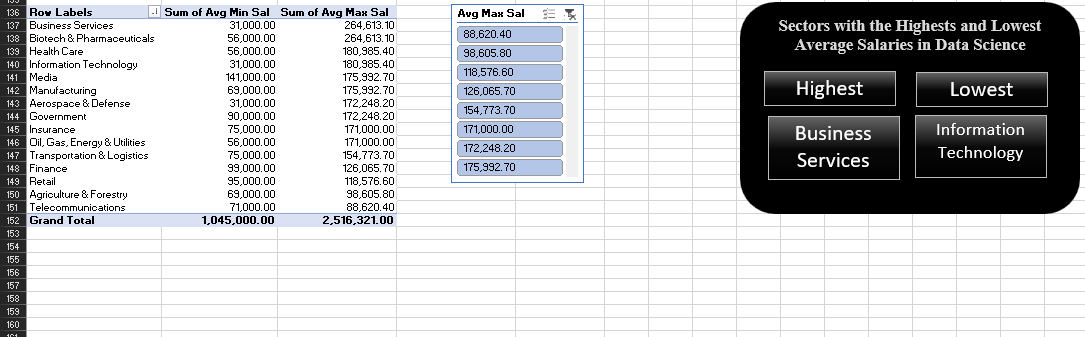 136 Row Labels Sum of Avg Min Sal Sum of Avg Max Sal
137 Business Services 31,000.00 264,613.10
138 Biotech & Pharmaceuticals 56,000.00 264,613.10
139 Health Care 56,000.00 180,985.40
140 Information Technology 31,000.00 180,985.40
141 Media 141,000.00 175,992.70
142 Manufacturing 69,000.00 175,992.70
143 Aerospace & Defense 31,000.00 172,248.20
144 Government 90,000.00 172,248.20
145 Insurance 75,000.00 171,000.00
146 Oil, Gas, Energy & Utilities 56,000.00 171,000.00
147 Transportation & Logistics 75,000.00 154,773.70
148 Finance 99,000.00 126,065.70
149 Retail 95,000.00 118,576.60
150 Agriculture & Forestry 69,000.00 98,605.80
151 Telecommunications 71,000.00 88,620.40
152 Grand Total 1,045,000.00 2,516,321.00
153
154
155
156
157
158
159
160
Avg Max Sal
88,620.40
98,605.80
118,576.60
126,065.70
154,773.70
171,000.00
172,248.20
175,992.70
Sectors with the Highests and Lowest
Average Salaries in Data Science
Highest
Lowest
Business
Services
Information
Technology